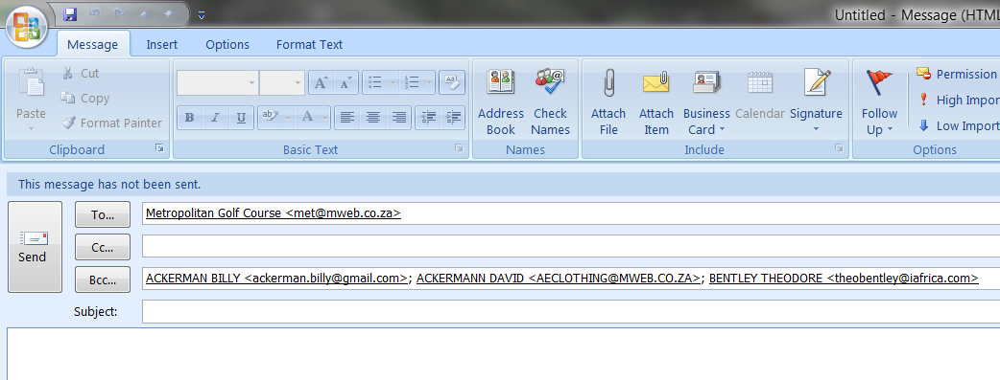 Untitled - Message (HTML
Message Insert Options Format Text
Paste
Cut
Copy
Format Painter
Clipboard
B I U
A
Basic Text
Address Book
Check Names
Names
Attach File
Attach Item
Business Card
Calendar
Signature
Include
Follow Up
Permission
High Impor
Low Import
Options
This message has not been sent.
Send
To... Metropolitan Golf Course <met@mweb.co.za>
Cc...
Bcc... ACKERMAN BILLY <ackerman.billy@gmail.com>; ACKERMANN DAVID <AECLOTHING@MWEB.CO.ZA>; BENTLEY THEODORE <theobentley@iafrica.com>
Subject: